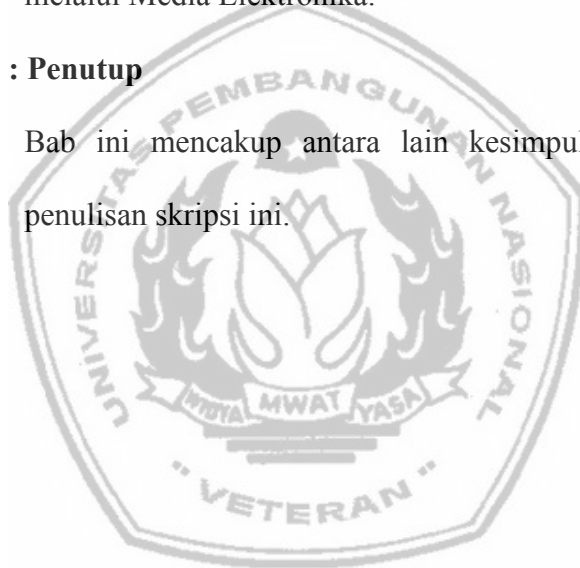 melalui Media Elektronika.
: Penutup
Bab ini mencakup antara lain
penulisan skripsi ini.
UNIVERSITAS PEMBANGUNAN NASIONAL
WIDYA MWAT YASA
" VETERAN "